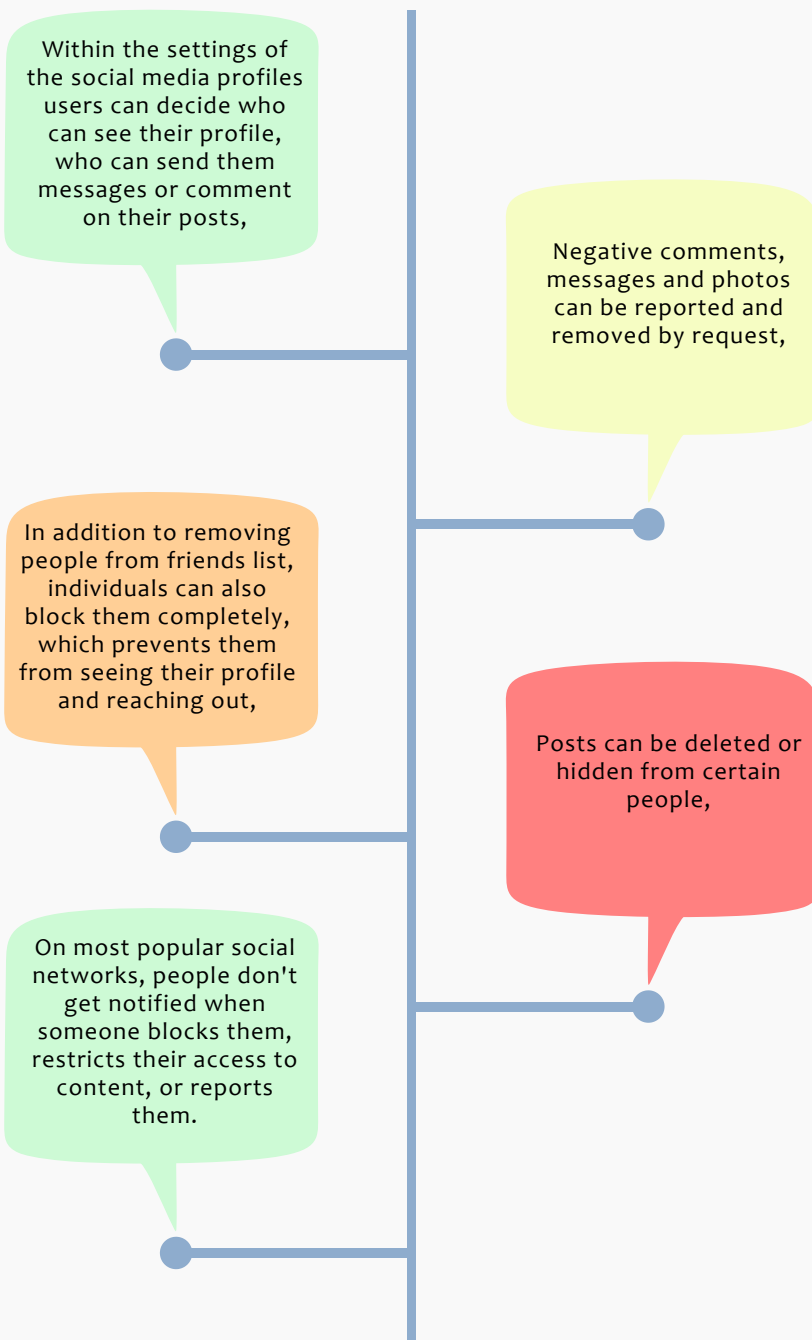 Within the settings of
the social media profiles
users can decide who
can see their profile,
who can send them
messages or comment
on their posts,
Negative comments,
messages and photos
can be reported and
removed by request,
In addition to removing
people from friends list,
individuals can also
block them completely,
which prevents them
from seeing their profile
and reaching out,
Posts can be deleted or
hidden from certain
people,
On most popular social
networks, people don't
get notified when
someone blocks them,
restricts their access to
content, or reports
them.